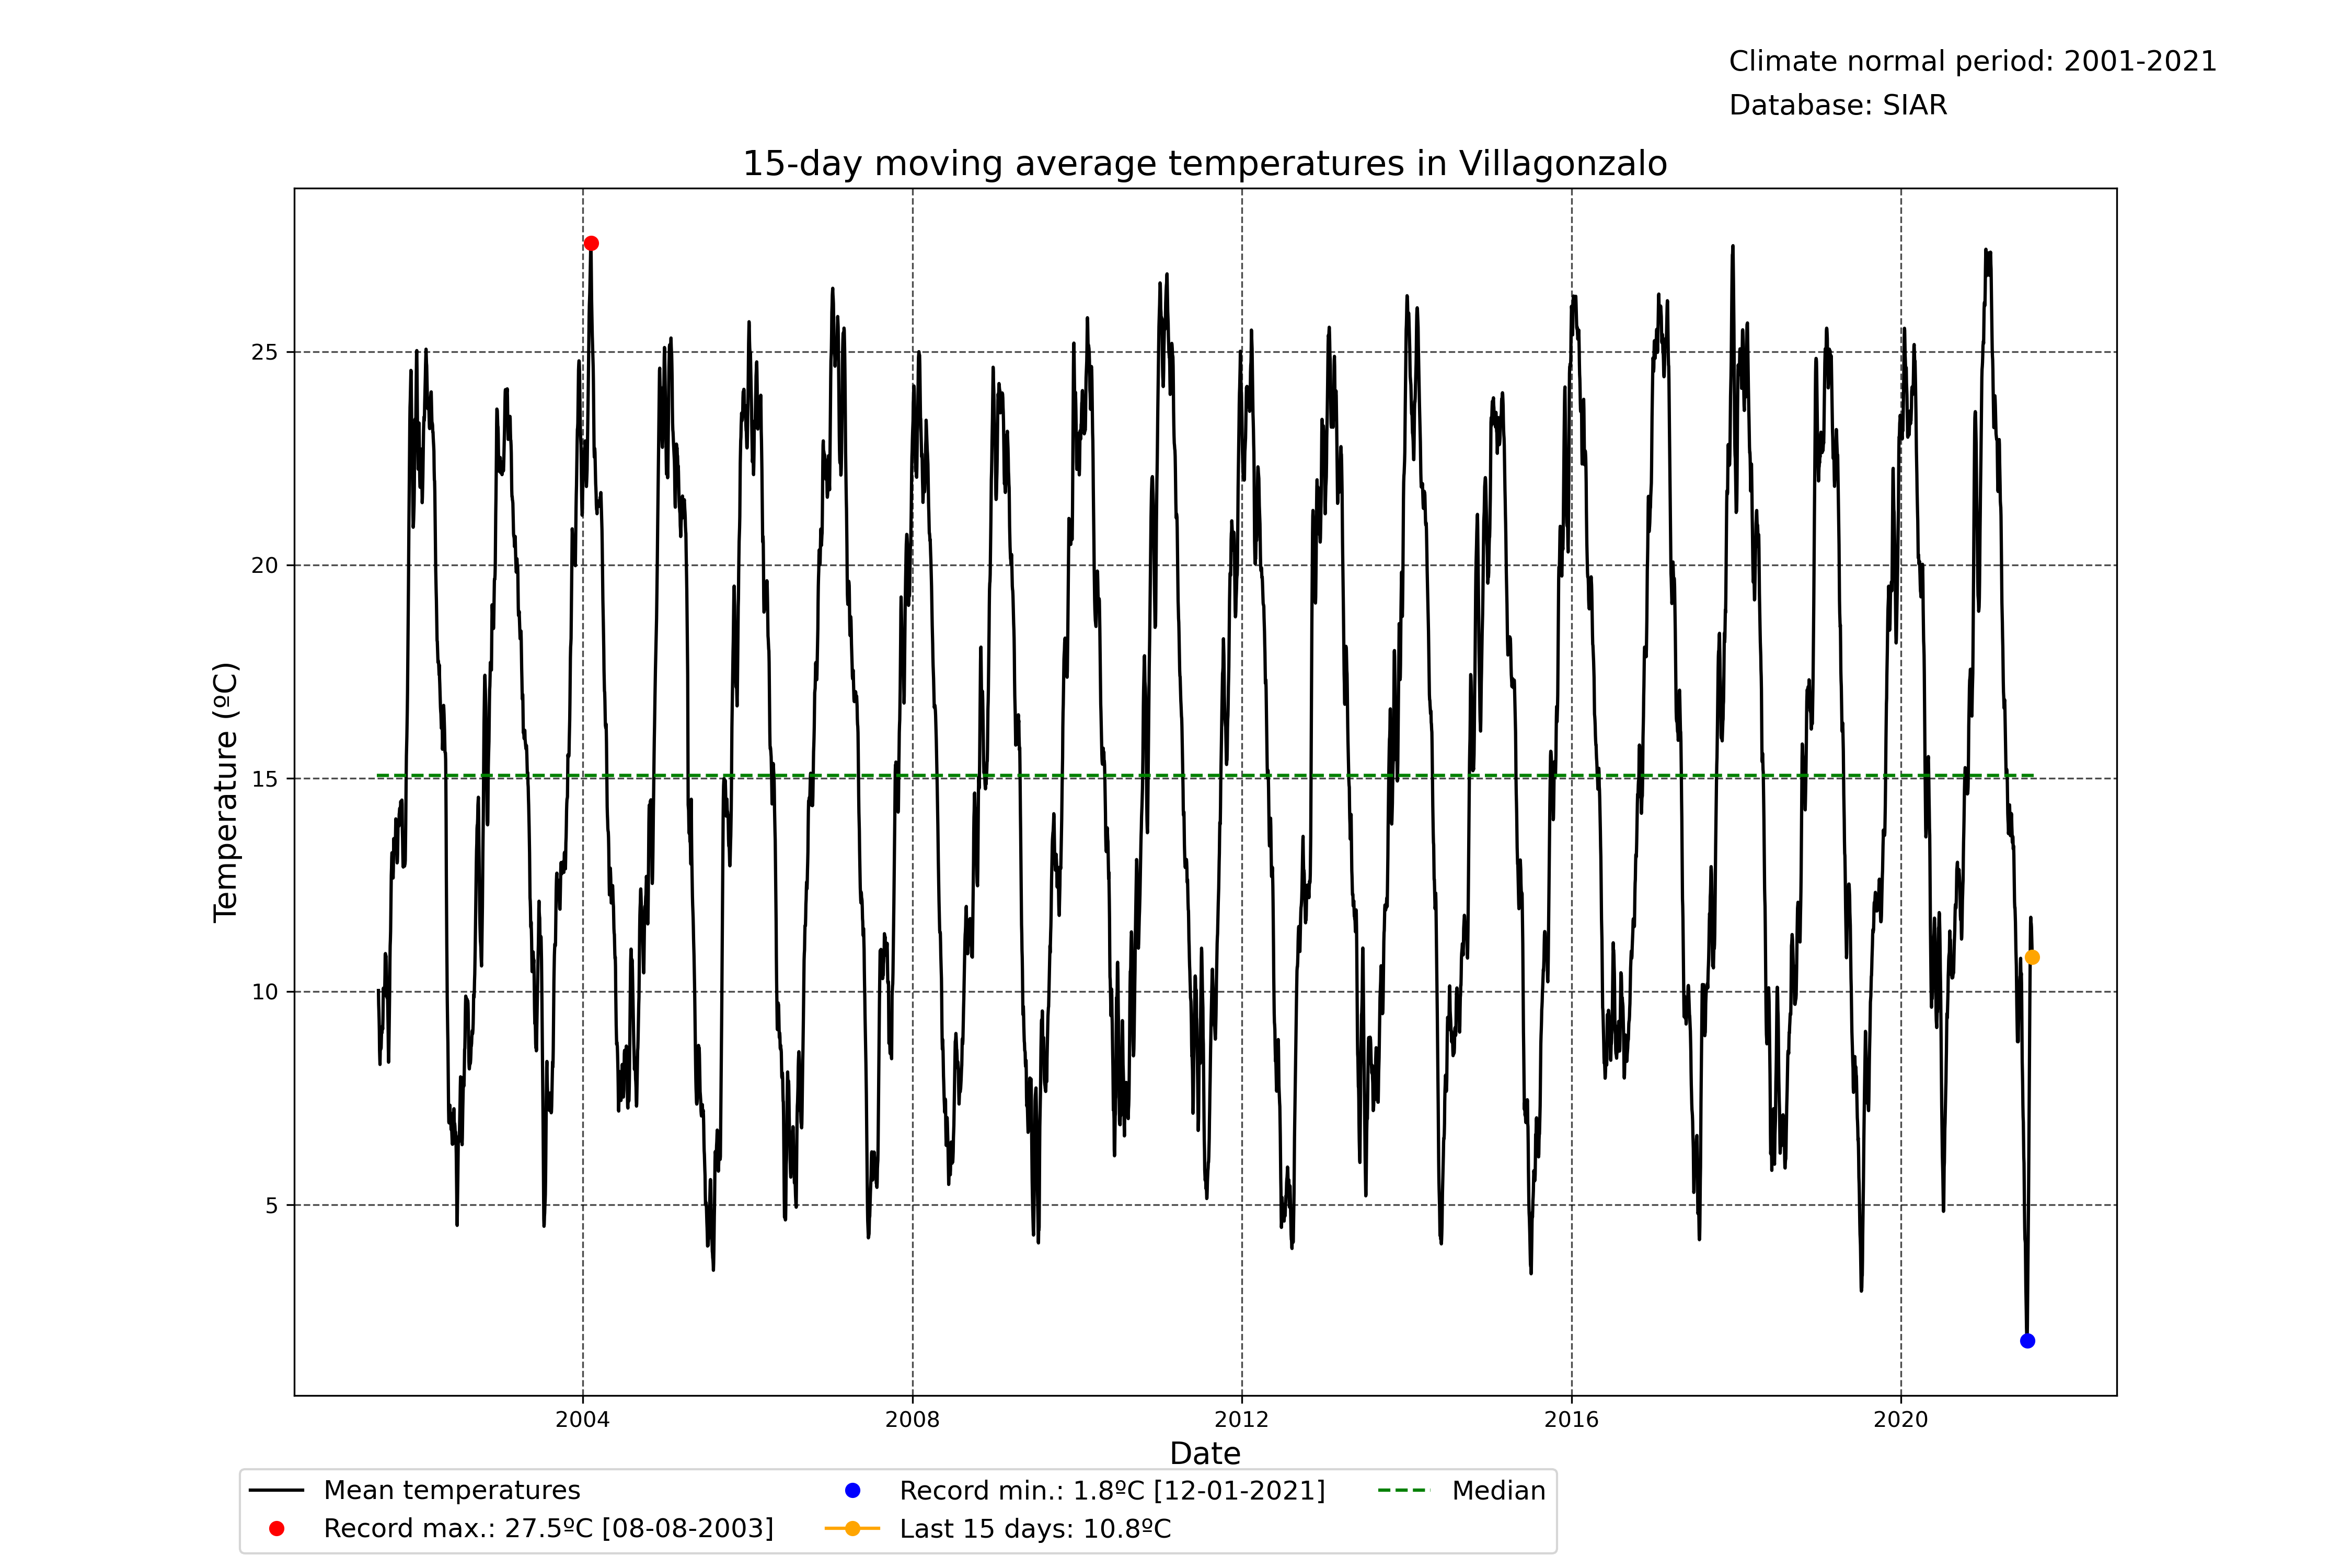 Climate normal period: 2001-2021
Database: SIAR
15-day moving average temperatures in Villagonzalo
Temperature (ºC)
25
20
15
10
5
2004
2008
2012
2016
2020
Date
Mean temperatures
Record max.: 27.5ºC [08-08-2003]
Record min.: 1.8ºC [12-01-2021]
Last 15 days: 10.8ºC
Median